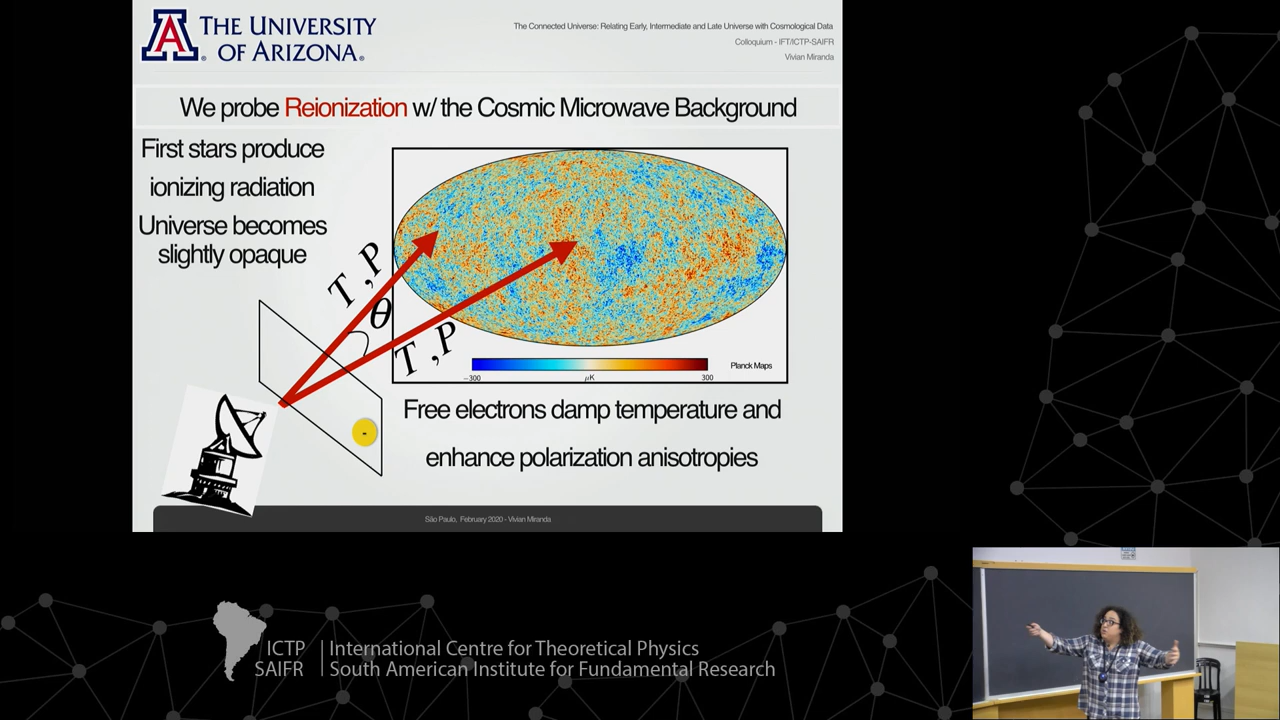 THE UNIVERSITY
OF ARIZONA.
The Connected Universe: Relating Early, Intermediate and Late Universe with Cosmological Data
Colloquium - IFT/ICTP-SAIFR
Vivian Miranda
We probe Reionization w/ the Cosmic Microwave Background
First stars produce
ionizing radiation
Universe becomes
slightly opaque
T ,P
θ
T ,P
-300
μK
300
Planck Maps
-
Free electrons damp temperature and
enhance polarization anisotropies
São Paulo, February 2020 - Vivian Miranda
ICTP
SAIFR
International Centre for Theoretical Physics
South American Institute for Fundamental Research